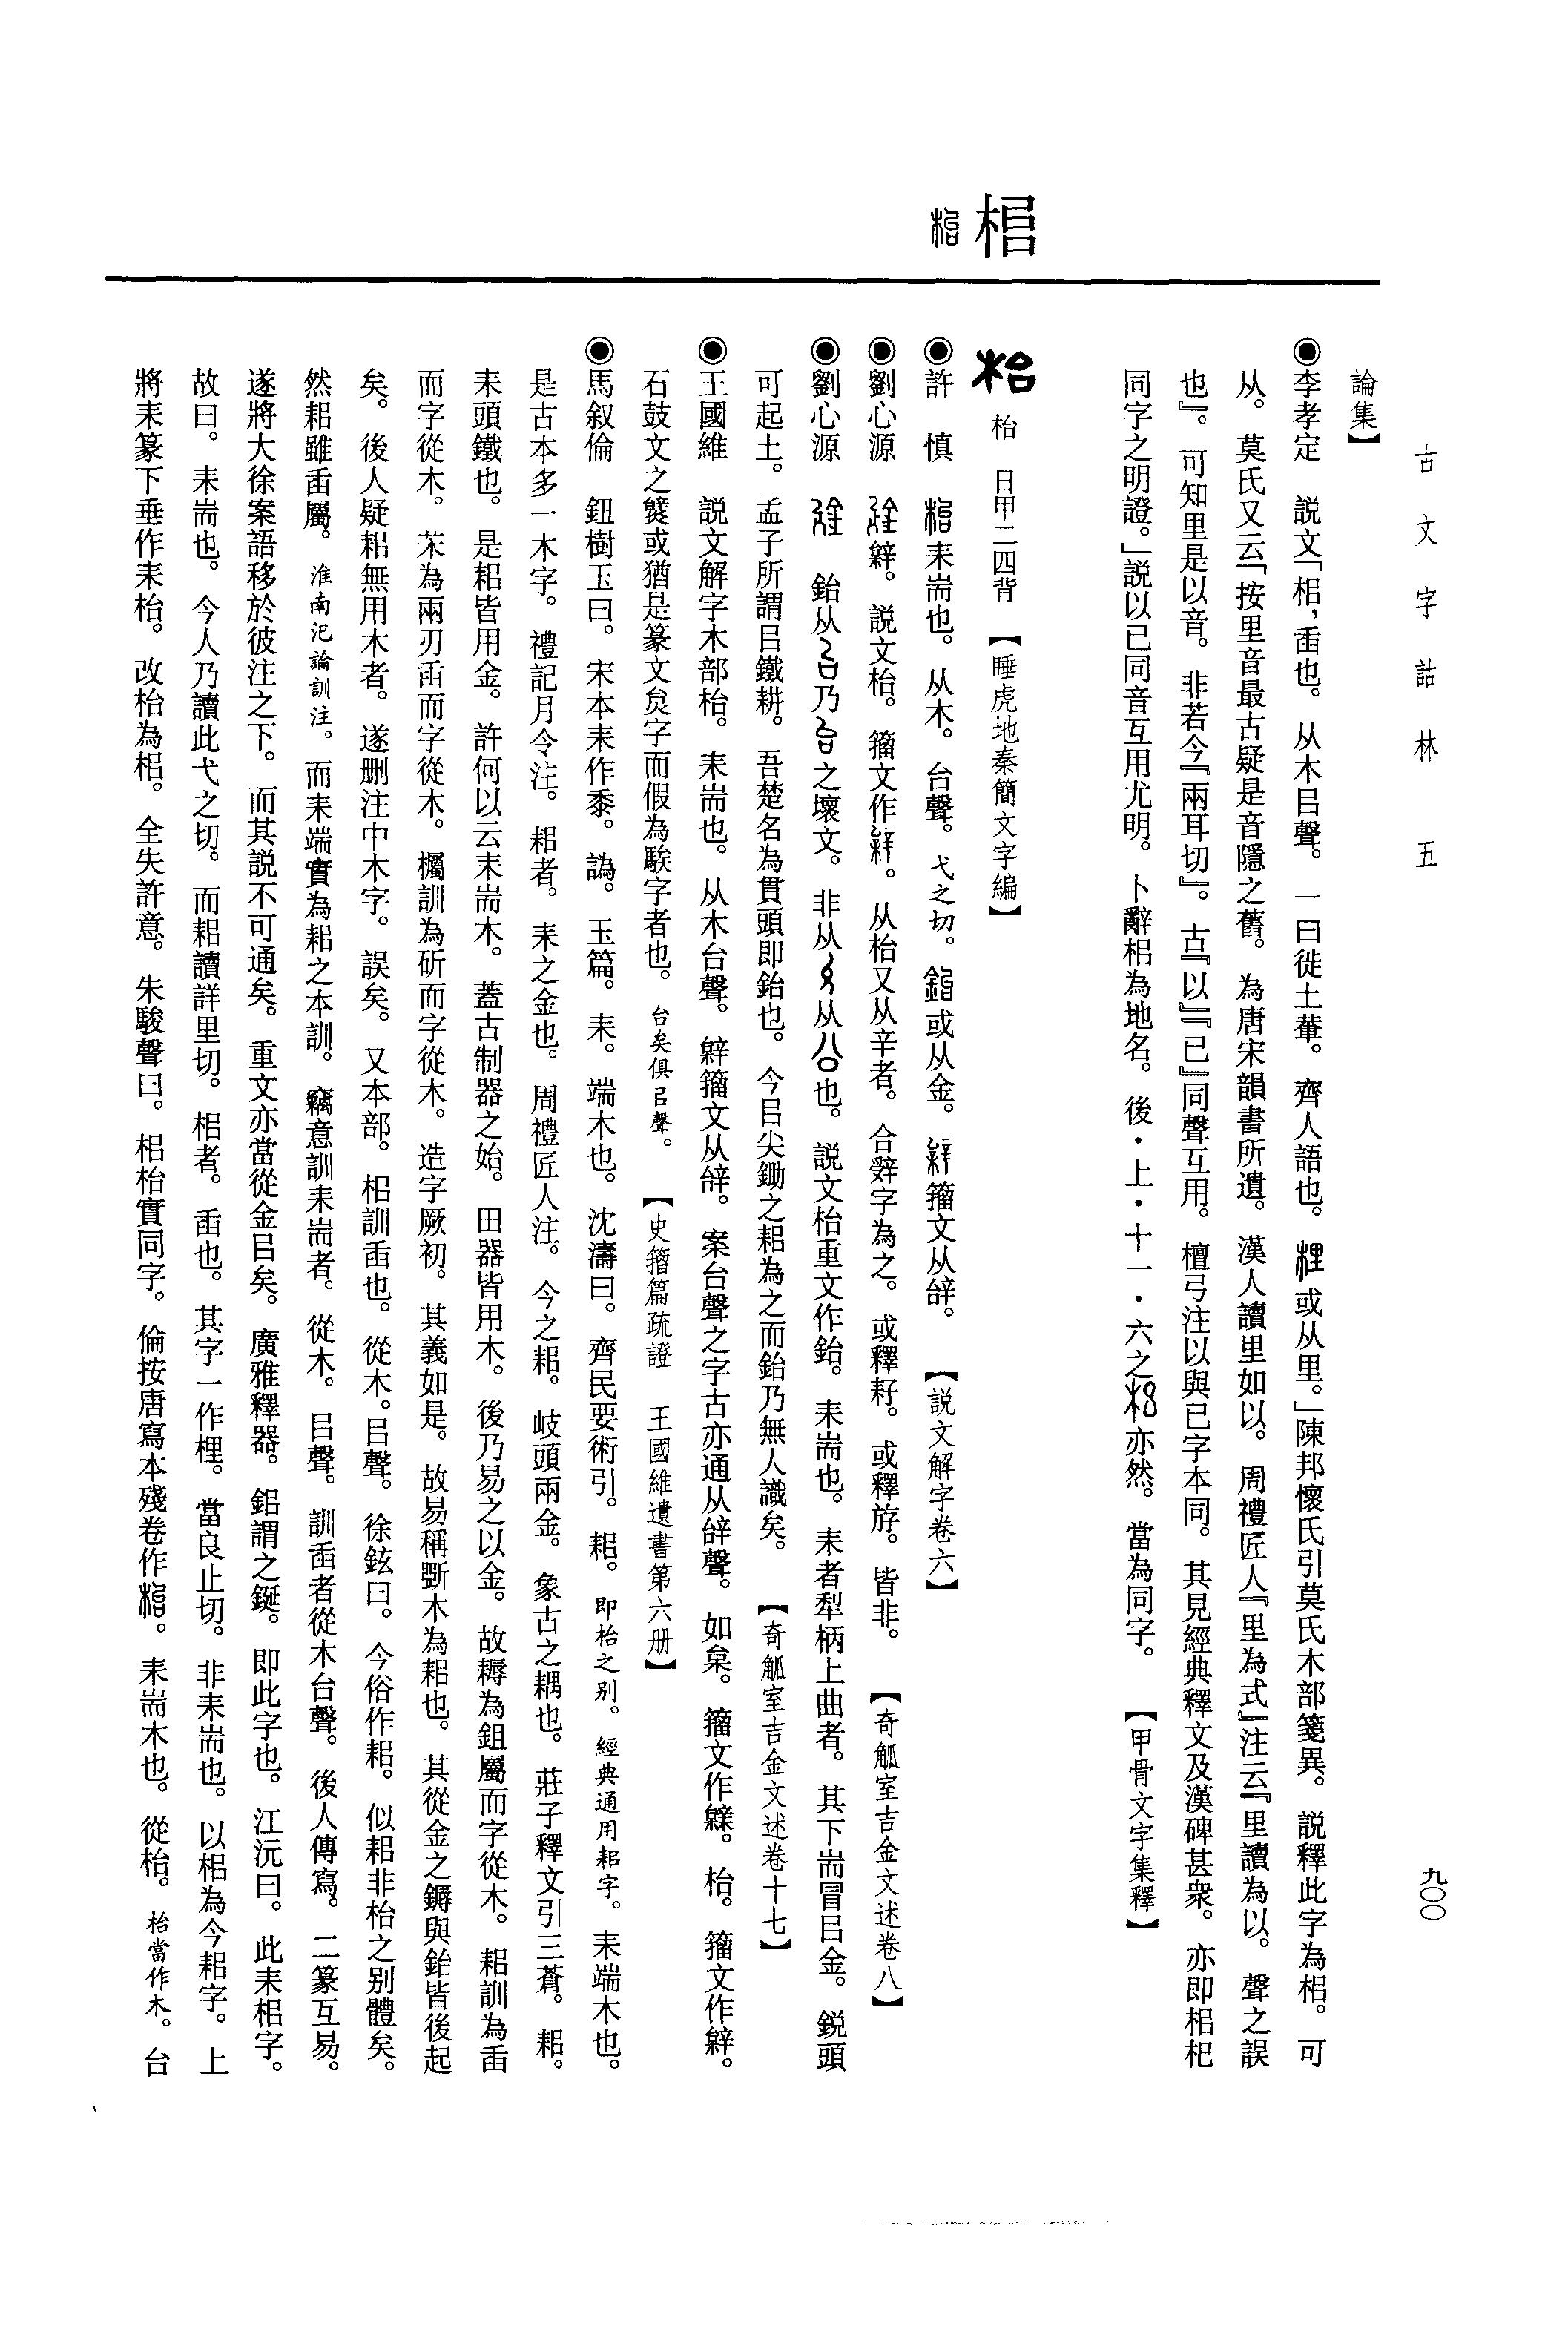 古文字詁林　五
九〇〇
論集】
◉李孝定　説文「梠，臿也。从木㠯聲。一曰徙土輂。齊人語也。梩或从里。」陳邦懷氏引莫氏木部箋異。説釋此字為梠。可
从。莫氏又云「按里音最古疑是音隱之舊。為唐宋韻書所遺。漢人讀里如以。周禮匠人『里為式』注云『里讀為以。聲之誤
也』。可知里是以音。非若今『兩耳切』。古『以』『已』同聲互用。檀弓注以與已字本同。其見經典釋文及漢碑甚衆。亦即梠杞
同字之明證。」説以已同音互用尤明。卜辭梠為地名。後・上・十一・六之亦然。當為同字。【甲骨文字集釋】
枱　日甲二四背　【睡虎地秦簡文字編】
◉許　慎　耒耑也。从木。台聲。弋之切。或从金。籀文从辝。【説文解字卷六】
◉劉心源　辝。説文枱。籀文作。从枱又从辛者。合辤字為之。或釋耔。或釋斿。皆非。【奇觚室吉金文述卷八】
◉劉心源　鈶从乃之壞文。非从从也。説文枱重文作鈶。耒耑也。耒者犁柄上曲者。其下耑冒㠯金。鋭頭
可起土。孟子所謂㠯鐵耕。吾楚名為貫頭即鈶也。今㠯尖鋤之耜為之而鈶乃無人識矣。【奇觚室吉金文述卷十七】
◉王國維　説文解字木部枱。耒耑也。从木台聲。籀文从辝。案台聲之字古亦通从辝聲。如枲。籀文作。枱。籀文作。
石鼓文之或猶是篆文㠯字而假為騃字者也。台矣俱㠯聲。【史籀篇疏證　王國維遺書第六册】
◉馬叙倫　鈕樹玉曰。宋本耒作黍。譌。玉篇。耒。端木也。沈濤曰。齊民要術引。耜。即枱之别。經典通用耜字。耒端木也。
是古本多一木字。禮記月令注。耜者。耒之金也。周禮匠人注。今之耜。岐頭兩金。象古之耦也。莊子釋文引三蒼。耜。
耒頭鐵也。是耜皆用金。許何以云耒耑木。蓋古制器之始。田器皆用木。後乃易之以金。故耨為鉏屬而字從木。耜訓為臿
而字從木。枀為兩刃臿而字從木。欘訓為斫而字從木。造字厥初。其義如是。故易稱斲木為耜也。其從金之鎒與鈶皆後起
矣。後人疑耜無用木者。遂删注中木字。誤矣。又本部。梠訓臿也。從木。㠯聲。徐鉉曰。今俗作耜。似耜非枱之别體矣。
然耜雖臿屬。淮南氾論訓注。而耒端實為耜之本訓。竊意訓耒耑者。從木。㠯聲。訓臿者從木台聲。後人傳寫。二篆互易。
遂將大徐案語移於彼注之下。而其説不可通矣。重文亦當從金㠯矣。廣雅釋器。鋁謂之鋋。即此字也。江沅曰。此耒梠字。
故曰。耒耑也。今人乃讀此弋之切。而耜讀詳里切。梠者。臿也。其字一作梩。當良止切。非耒耑也。以梠為今耜字。上
將耒篆下垂作耒枱。改枱為梠。全失許意。朱駿聲曰。梠枱實同字。倫按唐寫本殘卷作。耒耑木也。從枱。枱當作木。台